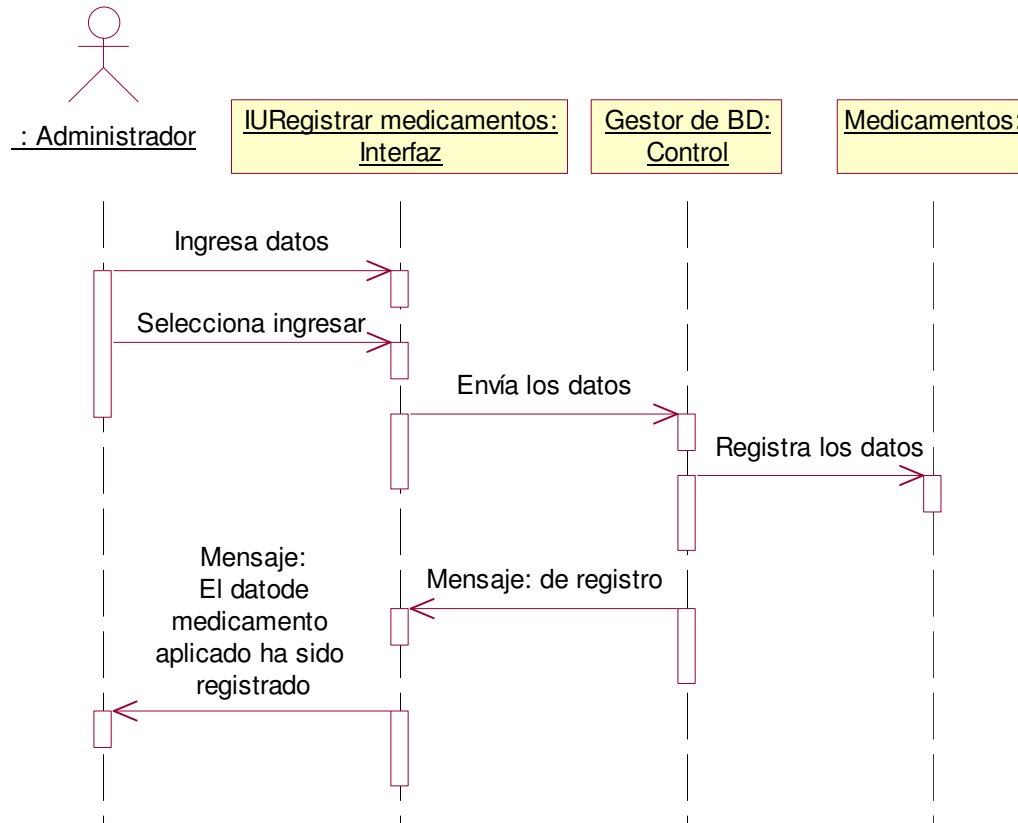 : Administrador
IURegistrar medicamentos:
Interfaz
Gestor de BD:
Control
Medicamentos:
Ingresa datos
Selecciona ingresar
Envía los datos
Registra los datos
Mensaje: de registro
Mensaje:
El datode
medicamento
aplicado ha sido
registrado